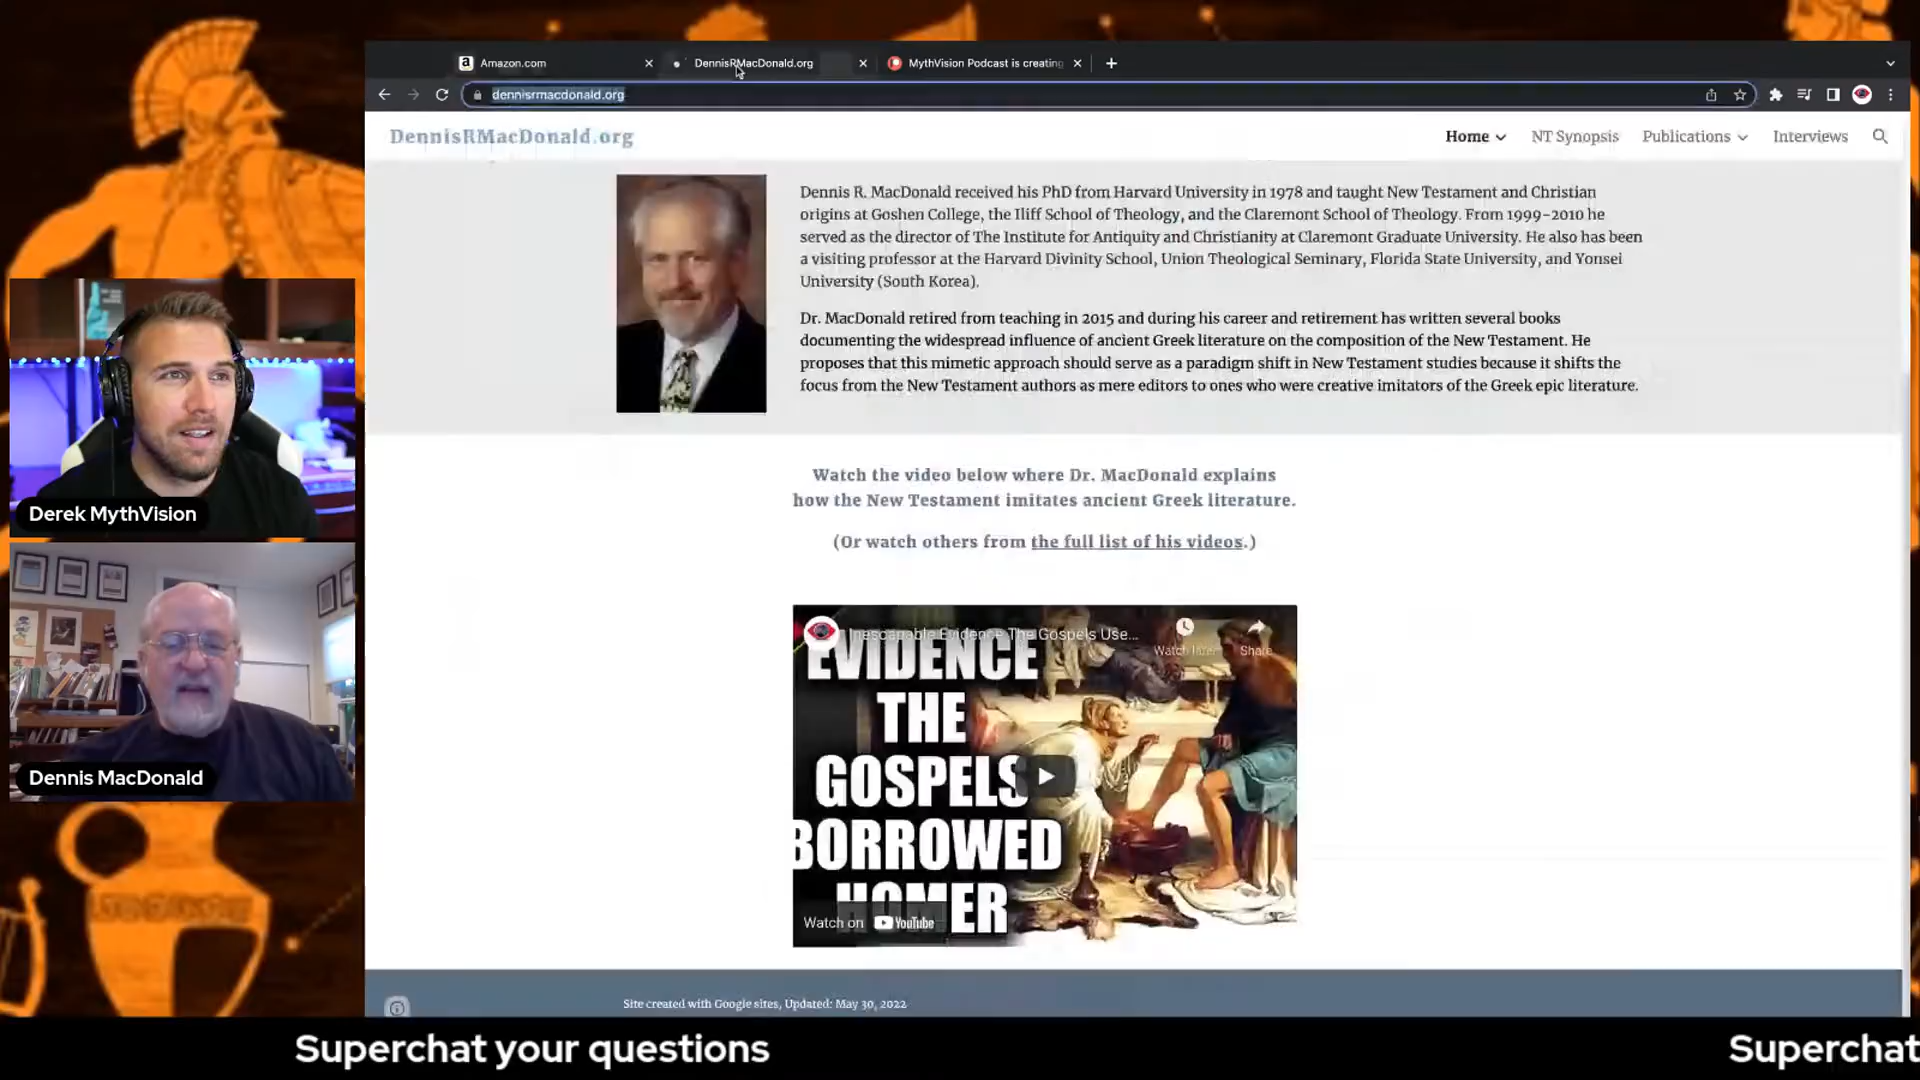 Amazon.com
DennisRMacDonald.org
MythVision Podcast is creating
dennisrmacdonald.org
DennisRMacDonald.org
Home
NT Synopsis
Publications
Interviews
Dennis R. MacDonald received his PhD from Harvard University in 1978 and taught New Testament and Christian
origins at Goshen College, the Iliff School of Theology, and the Claremont School of Theology. From 1999-2010 he
served as the director of The Institute for Antiquity and Christianity at Claremont Graduate University. He also has been
a visiting professor at the Harvard Divinity School, Union Theological Seminary, Florida State University, and Yonsei
University (South Korea).
Dr. MacDonald retired from teaching in 2015 and during his career and retirement has written several books
documenting the widespread influence of ancient Greek literature on the composition of the New Testament. He
proposes that this mimetic approach should serve as a paradigm shift in New Testament studies because it shifts the
focus from the New Testament authors as mere editors to ones who were creative imitators of the Greek epic literature.
Watch the video below where Dr. MacDonald explains
how the New Testament imitates ancient Greek literature.
(Or watch others from the full list of his videos.)
Inescapable Evidence The Gospels Use...
Watch later
Share
EVIDENCE
THE
GOSPELS
BORROWED
HOMER
Watch on YouTube
Site created with Google sites, Updated: May 30, 2022
Derek MythVision
Dennis MacDonald
Superchat your questions
Superchat